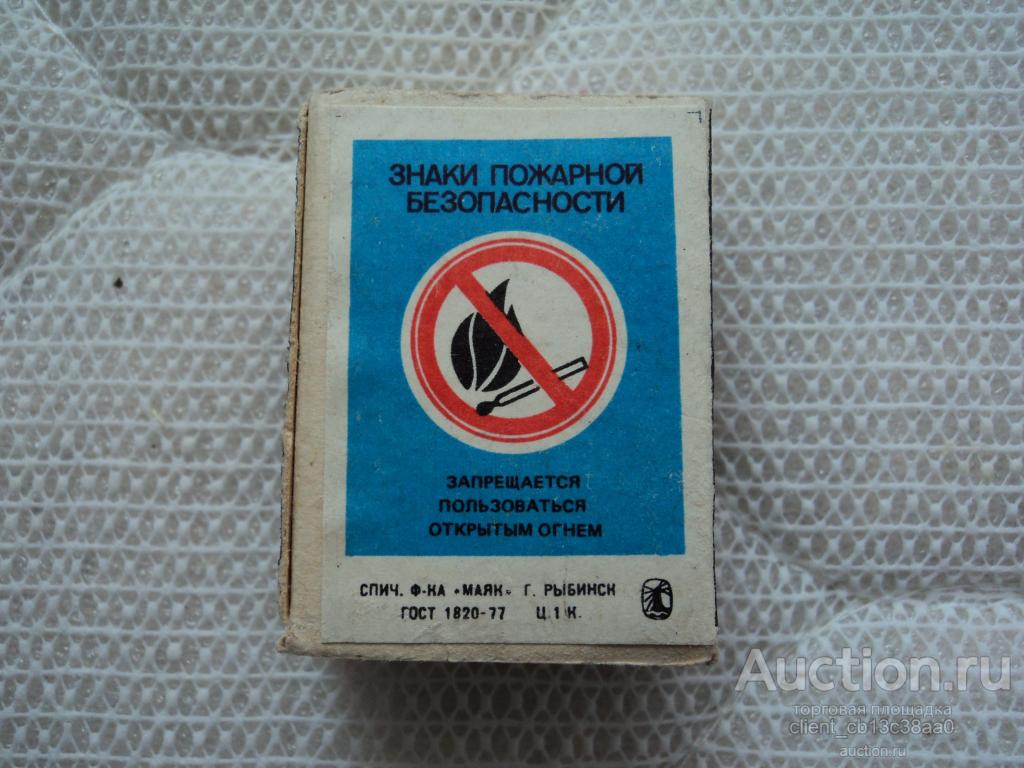 ЗНАКИ ПОЖАРНОЙ
БЕЗОПАСНОСТИ
ЗАПРЕЩАЕТСЯ
ПОЛЬЗОВАТЬСЯ
ОТКРЫТЫМ ОГНЕМ
СПИЧ. Ф-КА «МАЯК» Г. РЫБИНСК
ГОСТ 1820-77 Ц. 1 К.
Auction.ru
торговая площадка
client_cb13c38aa0
auction.ru